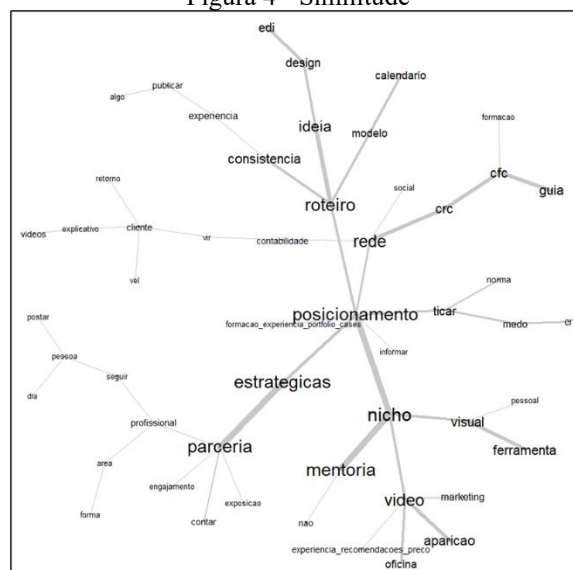 Figura 4 - Similitude
edi
design
calendario
publicar
algo
ideia
experiencia
modelo
formacao
consistencia
cfc
retorno
social
guia
roteiro
crc
cliente
videos
explicativo
vir
contabilidade
rede
vel
norma
posicionamento
ticar
postar
formacao_experiencia_portfolio_cases
medo
er
informar
pessoa
seguir
estrategicas
dra
pessoal
nicho
visual
profissional
parceria
ferramenta
area
mentoria
engajamento
video
marketing
exposicao
forma
contar
nao
aparicao
experiencia_recomendacoes_preco
oficina